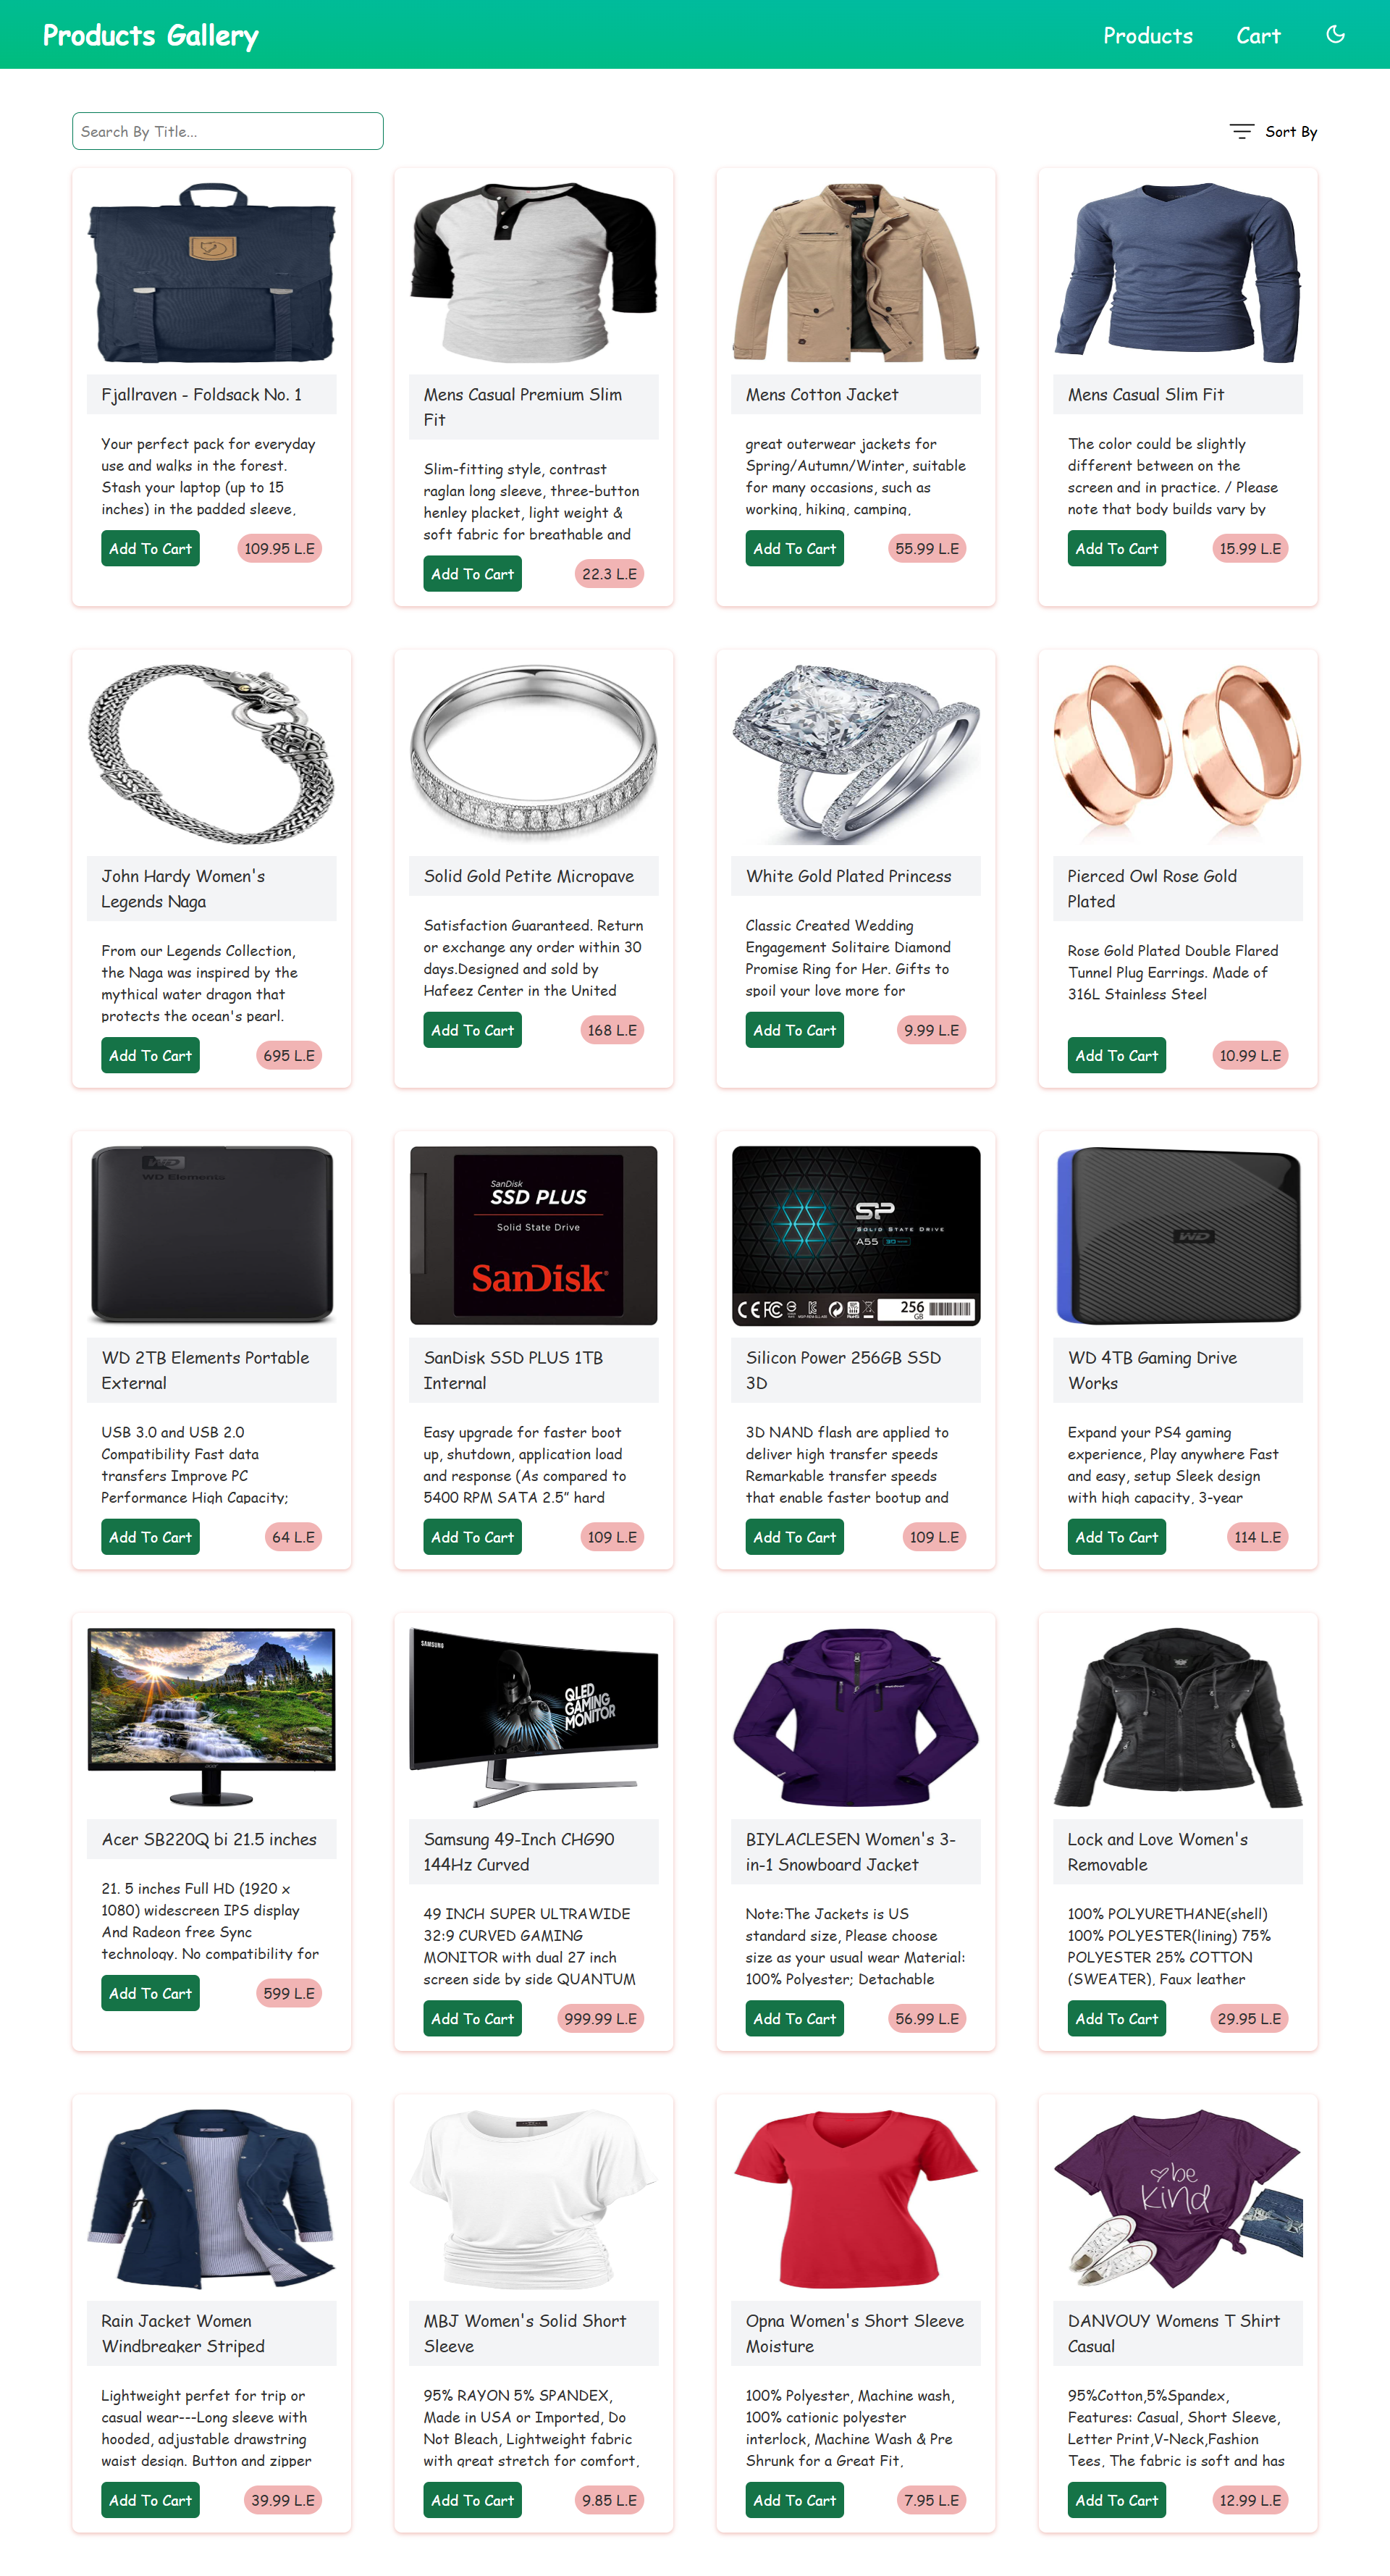 Products Gallery
Products
Cart
Search By Title...
Sort By
Fjallraven - Foldsack No. 1
Your perfect pack for everyday
use and walks in the forest.
Stash your laptop (up to 15
inches) in the padded sleeve,
Add To Cart
109.95 L.E
Mens Casual Premium Slim
Fit
Slim-fitting style, contrast
raglan long sleeve, three-button
henley placket, light weight &
soft fabric for breathable and
Add To Cart
22.3 L.E
Mens Cotton Jacket
great outerwear jackets for
Spring/Autumn/Winter, suitable
for many occasions, such as
working, hiking, camping,
Add To Cart
55.99 L.E
Mens Casual Slim Fit
The color could be slightly
different between on the
screen and in practice. / Please
note that body builds vary by
Add To Cart
15.99 L.E
John Hardy Women's
Legends Naga
From our Legends Collection,
the Naga was inspired by the
mythical water dragon that
protects the ocean's pearl.
Add To Cart
695 L.E
Solid Gold Petite Micropave
Satisfaction Guaranteed. Return
or exchange any order within 30
days.Designed and sold by
Hafeez Center in the United
Add To Cart
168 L.E
White Gold Plated Princess
Classic Created Wedding
Engagement Solitaire Diamond
Promise Ring for Her. Gifts to
spoil your love more for
Add To Cart
9.99 L.E
Pierced Owl Rose Gold
Plated
Rose Gold Plated Double Flared
Tunnel Plug Earrings. Made of
316L Stainless Steel
Add To Cart
10.99 L.E
WD
WD Elements
WD 2TB Elements Portable
External
USB 3.0 and USB 2.0
Compatibility Fast data
transfers Improve PC
Performance High Capacity;
Add To Cart
64 L.E
SanDisk
SSD PLUS
Solid State Drive
SanDisk
SanDisk SSD PLUS 1TB
Internal
Easy upgrade for faster boot
up, shutdown, application load
and response (As compared to
5400 RPM SATA 2.5” hard
Add To Cart
109 L.E
SP
SOLID STATE DRIVE
A55
256
GB
Silicon Power 256GB SSD
3D
3D NAND flash are applied to
deliver high transfer speeds
Remarkable transfer speeds
that enable faster bootup and
Add To Cart
109 L.E
WD
WD 4TB Gaming Drive
Works
Expand your PS4 gaming
experience, Play anywhere Fast
and easy, setup Sleek design
with high capacity, 3-year
Add To Cart
114 L.E
acer
Acer SB220Q bi 21.5 inches
21. 5 inches Full HD (1920 x
1080) widescreen IPS display
And Radeon free Sync
technology. No compatibility for
Add To Cart
599 L.E
SAMSUNG
QLED
GAMING
MONITOR
Samsung 49-Inch CHG90
144Hz Curved
49 INCH SUPER ULTRAWIDE
32:9 CURVED GAMING
MONITOR with dual 27 inch
screen side by side QUANTUM
Add To Cart
999.99 L.E
BIYLACLESEN Women's 3-
in-1 Snowboard Jacket
Note:The Jackets is US
standard size, Please choose
size as your usual wear Material:
100% Polyester; Detachable
Add To Cart
56.99 L.E
Lock and Love Women's
Removable
100% POLYURETHANE(shell)
100% POLYESTER(lining) 75%
POLYESTER 25% COTTON
(SWEATER), Faux leather
Add To Cart
29.95 L.E
Rain Jacket Women
Windbreaker Striped
Lightweight perfet for trip or
casual wear---Long sleeve with
hooded, adjustable drawstring
waist design. Button and zipper
Add To Cart
39.99 L.E
MBJ Women's Solid Short
Sleeve
95% RAYON 5% SPANDEX,
Made in USA or Imported, Do
Not Bleach, Lightweight fabric
with great stretch for comfort,
Add To Cart
9.85 L.E
Opna Women's Short Sleeve
Moisture
100% Polyester, Machine wash,
100% cationic polyester
interlock, Machine Wash & Pre
Shrunk for a Great Fit,
Add To Cart
7.95 L.E
be
kind
DANVOUY Womens T Shirt
Casual
95%Cotton,5%Spandex,
Features: Casual, Short Sleeve,
Letter Print,V-Neck,Fashion
Tees, The fabric is soft and has
Add To Cart
12.99 L.E